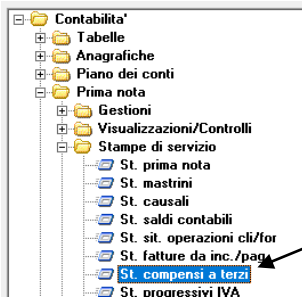 Contabilita'
Tabelle
Anagrafiche
Piano dei conti
Prima nota
Gestioni
Visualizzazioni/Controlli
Stampe di servizio
St. prima nota
St. mastrini
St. causali
St. saldi contabili
St. sit. operazioni cli/for
St. fatture da inc./pag
St. compensi a terzi
St. progressivi IVA